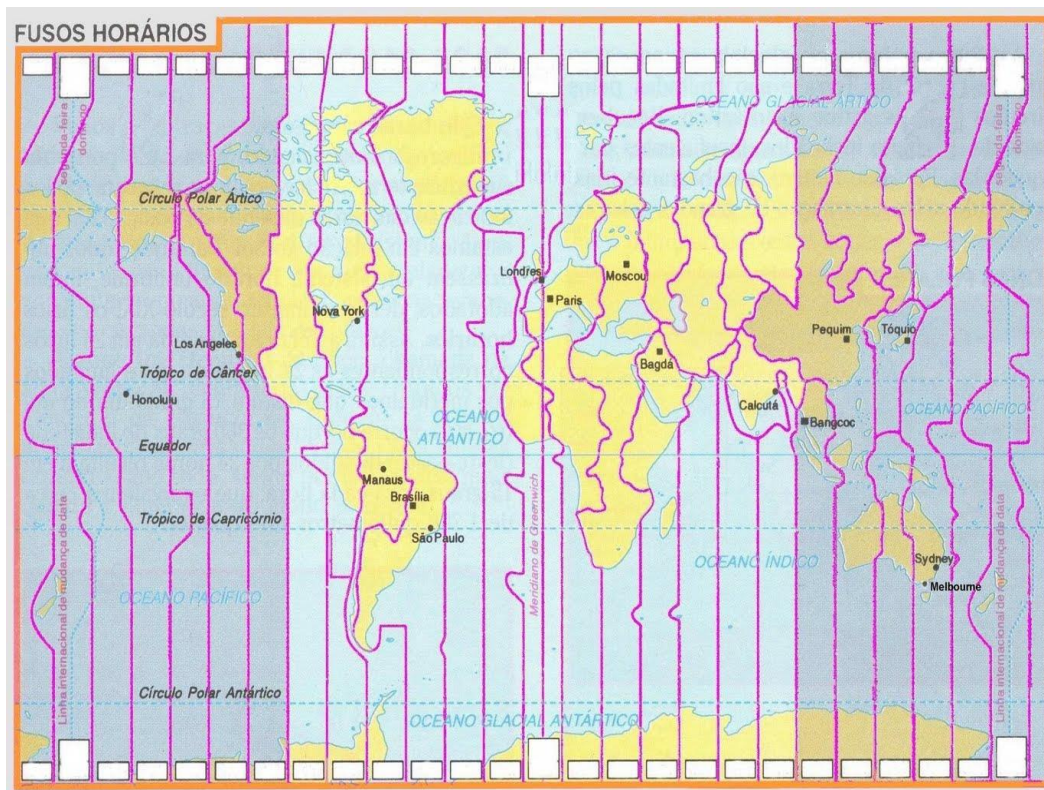 FUSOS HORÁRIOS
OCEANO GLACIAL ÁRTICO
segunda-feira
domingo
segunda-feira
domingo
Círculo Polar Ártico
Londres
Moscou
Paris
Nova York
Los Angeles
Pequim
Tóquio
Bagdá
Trópico de Câncer
Honolulu
Calcutá
OCEANO PACÍFICO
OCEANO
ATLÂNTICO
Bangcoc
Equador
Manaus
Brasília
Trópico de Capricórnio
São Paulo
OCEANO ÍNDICO
Sydney
Melbourne
OCEANO PACÍFICO
Linha internacional de mudança de data
Meridiano de Greenwich
Linha internacional de mudança de data
Círculo Polar Antártico
OCEANO GLACIAL ANTÁRTICO